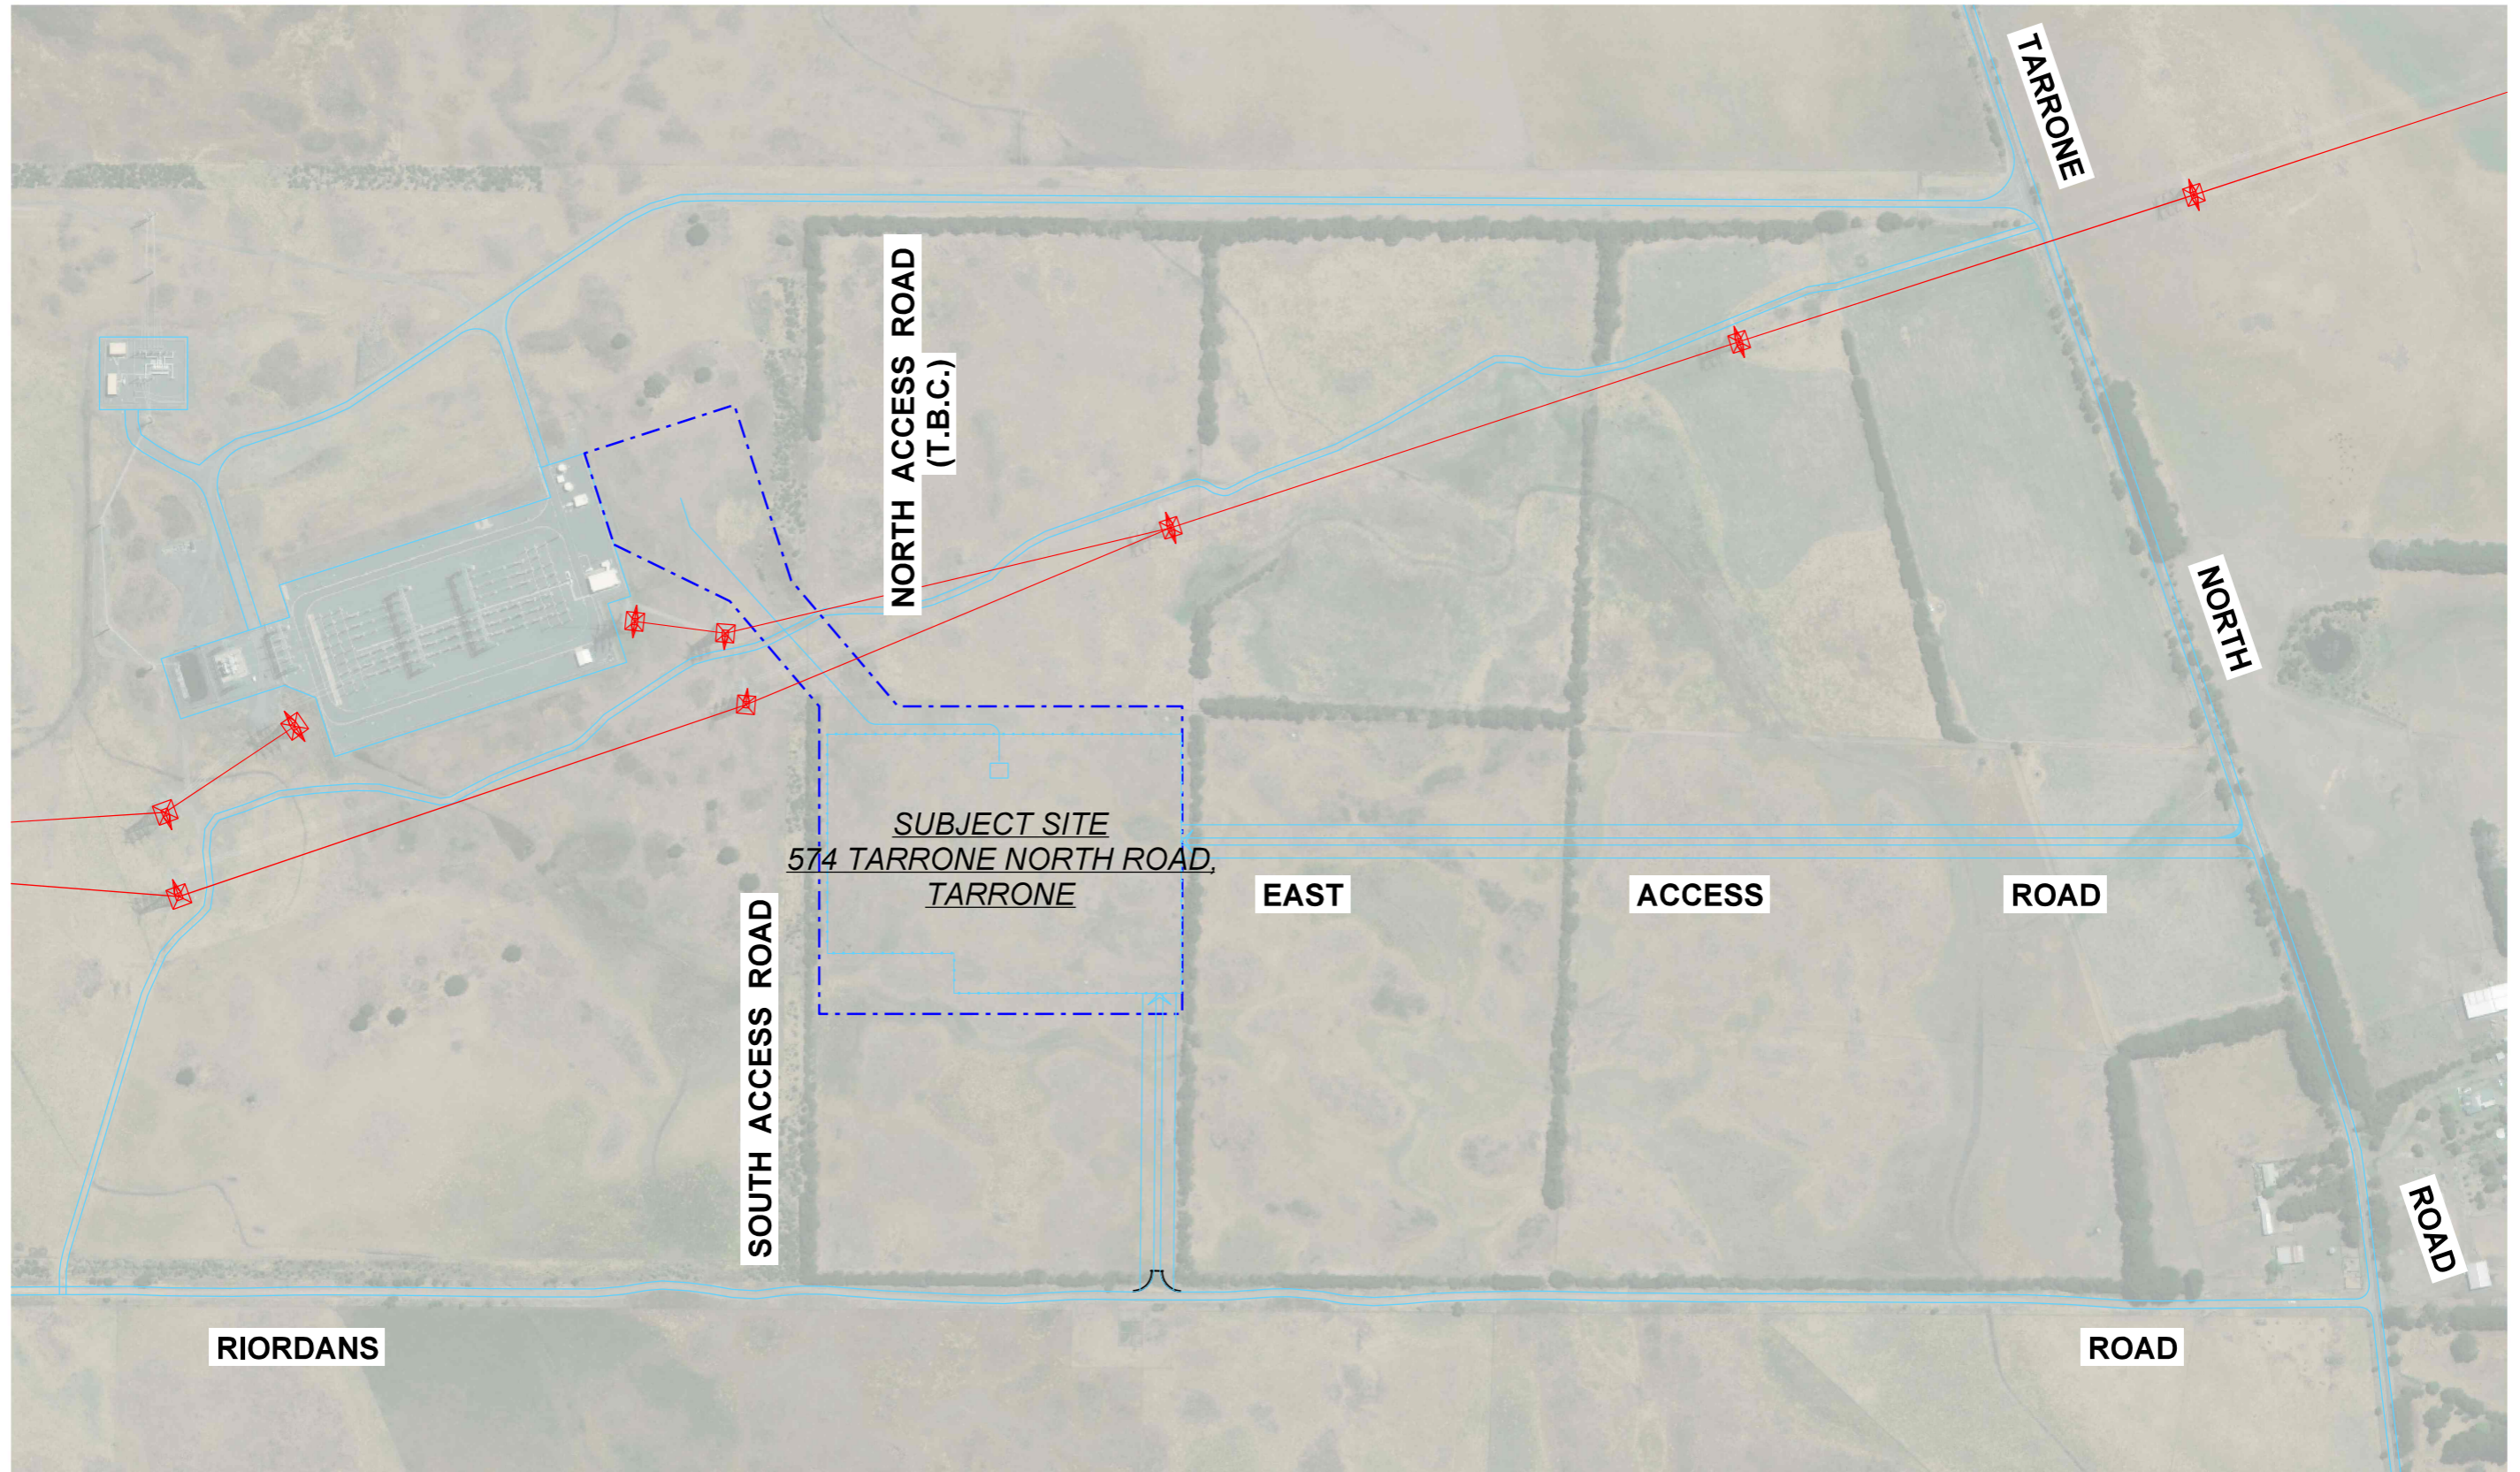 TARRONE
NORTH ACCESS ROAD
(T.B.C.)
NORTH
SUBJECT SITE
574 TARRONE NORTH ROAD,
TARRONE
EAST ACCESS ROAD
SOUTH ACCESS ROAD
ROAD
RIORDANS ROAD